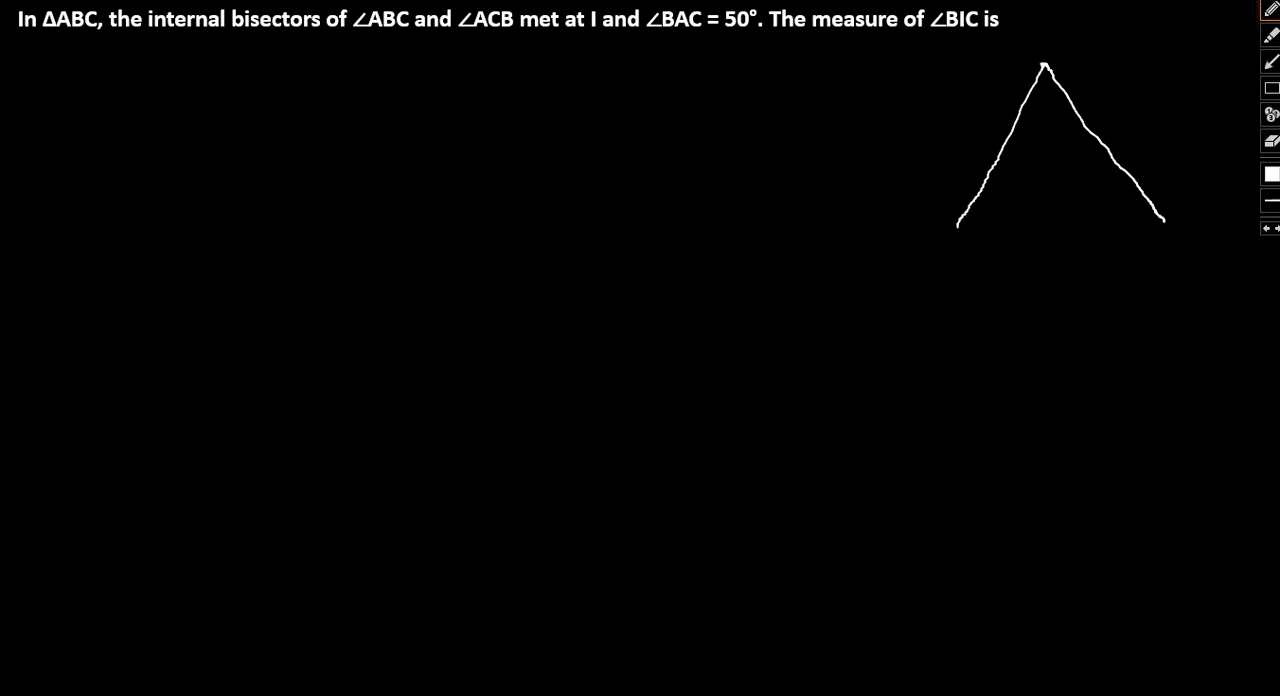 In ΔABC, the internal bisectors of ∠ABC and ∠ACB met at I and ∠BAC = 50°. The measure of ∠BIC is